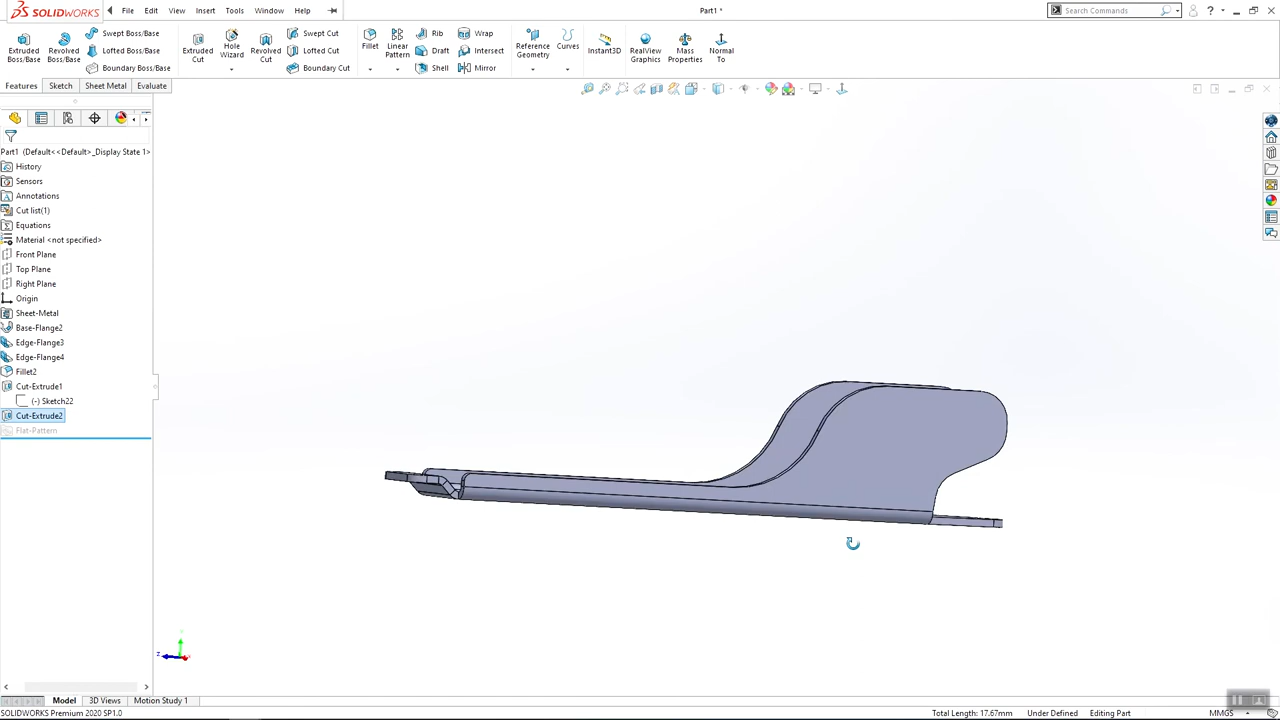 SOLIDWORKS File Edit View Insert Tools Window Help Part1 * Search Commands ?
Extruded Boss/Base
Revolved Boss/Base
Swept Boss/Base
Lofted Boss/Base
Boundary Boss/Base
Extruded Cut
Hole Wizard
Revolved Cut
Swept Cut
Lofted Cut
Boundary Cut
Fillet
Linear Pattern
Rib
Draft
Shell
Wrap
Intersect
Mirror
Reference Geometry
Curves
Instant3D
RealView Graphics
Mass Properties
Normal To
Features Sketch Sheet Metal Evaluate
Part1 (Default<<Default>_Display State 1>)
History
Sensors
Annotations
Cut list(1)
Equations
Material <not specified>
Front Plane
Top Plane
Right Plane
Origin
Sheet-Metal
Base-Flange2
Edge-Flange3
Edge-Flange4
Fillet2
Cut-Extrude1
(-) Sketch22
Cut-Extrude2
Flat-Pattern
Model 3D Views Motion Study 1
SOLIDWORKS Premium 2020 SP1.0 Total Length: 17.67mm Under Defined Editing Part MMGS